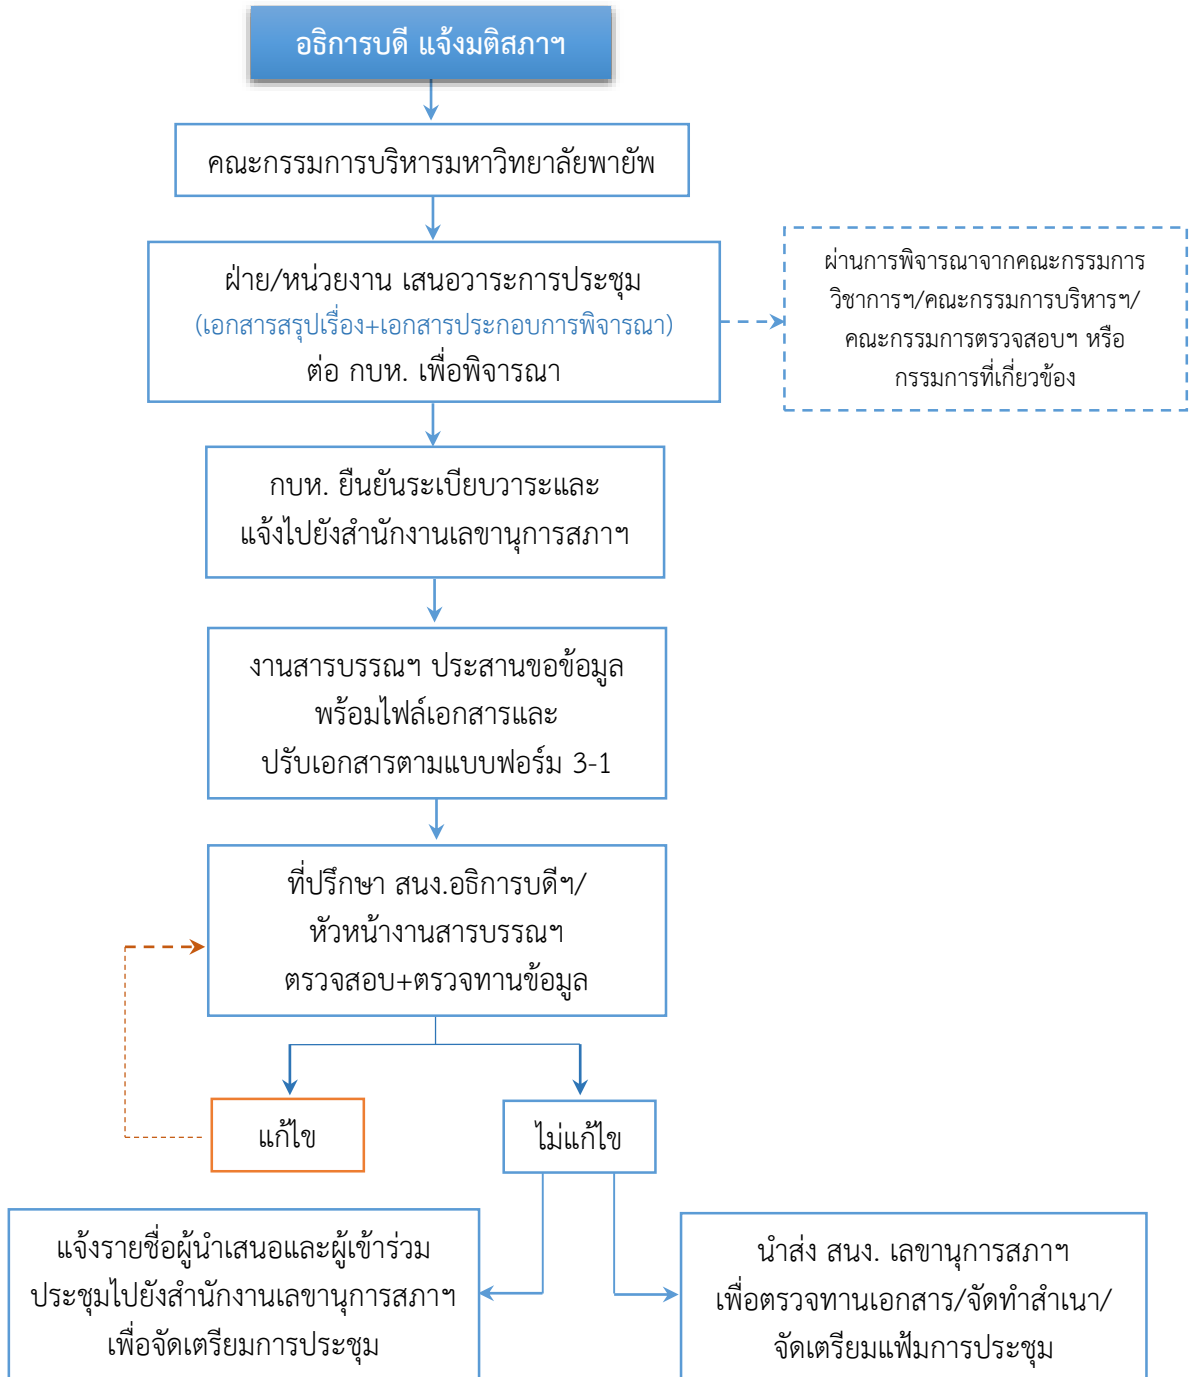 อธิการบดี แจ้งมติสภาฯ
คณะกรรมการบริหารมหาวิทยาลัยพายัพ
ฝ่าย/หน่วยงาน เสนอวาระการประชุม
(เอกสารสรุปเรื่อง+เอกสารประกอบการพิจารณา)
ต่อ กบห. เพื่อพิจารณา
ผ่านการพิจารณาจากคณะกรรมการ
วิชาการฯ/คณะกรรมการบริหารฯ/
คณะกรรมการตรวจสอบฯ หรือ
กรรมการที่เกี่ยวข้อง
กบห. ยืนยันระเบียบวาระและ
แจ้งไปยังสำนักงานเลขานุการสภาฯ
งานสารบรรณฯ ประสานขอข้อมูล
พร้อมไฟล์เอกสารและ
ปรับเอกสารตามแบบฟอร์ม 3-1
ที่ปรึกษา สนง.อธิการบดีฯ/
หัวหน้างานสารบรรณฯ
ตรวจสอบ+ตรวจทานข้อมูล
แก้ไข
ไม่แก้ไข
แจ้งรายชื่อผู้นำเสนอและผู้เข้าร่วม
ประชุมไปยังสำนักงานเลขานุการสภาฯ
เพื่อจัดเตรียมการประชุม
นำส่ง สนง. เลขานุการสภาฯ
เพื่อตรวจทานเอกสาร/จัดทำสำเนา/
จัดเตรียมแฟ้มการประชุม